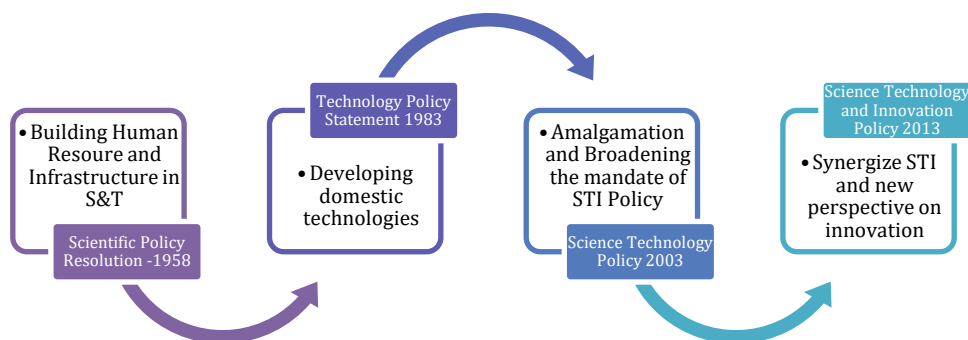 • Building Human
Resoure and
Infrastructure in
S&T
Scientific Policy
Resolution -1958
Technology Policy
Statement 1983
• Developing
domestic
technologies
• Amalgamation
and Broadening
the mandate of
STI Policy
Science Technology
Policy 2003
Science Technology
and Innovation
Policy 2013
• Synergize STI
and new
perspective on
innovation